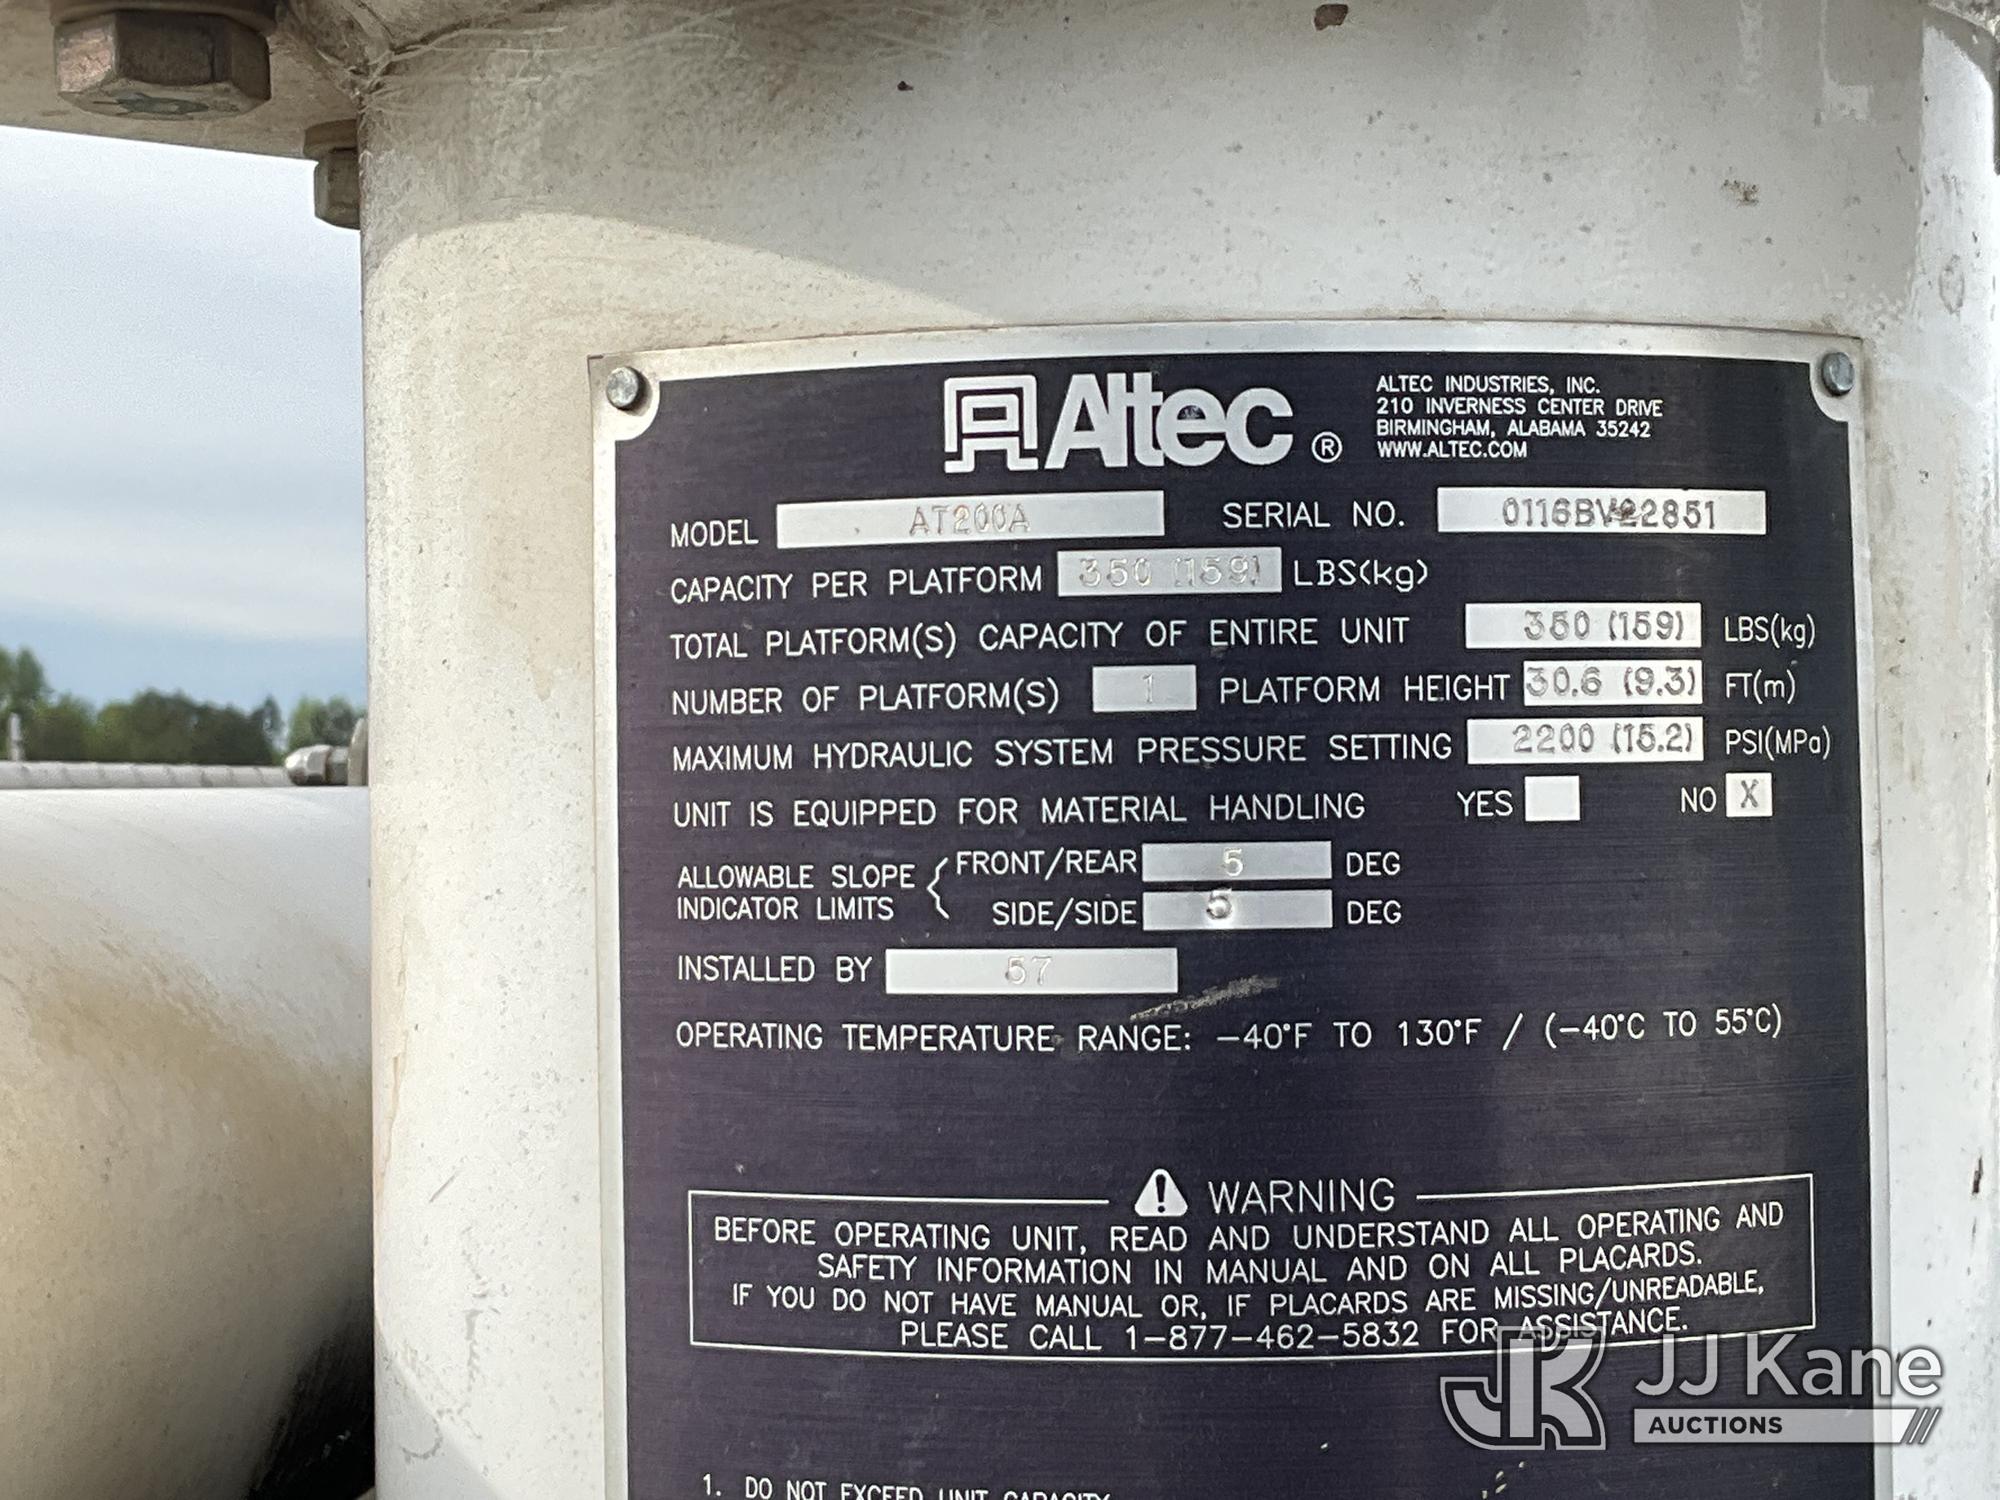 Altec ®
ALTEC INDUSTRIES, INC.
210 INVERNESS CENTER DRIVE
BIRMINGHAM, ALABAMA 35242
WWW.ALTEC.COM
MODEL AT200A SERIAL NO. 0116BV22851
CAPACITY PER PLATFORM 350 (159) LBS(kg)
TOTAL PLATFORM(S) CAPACITY OF ENTIRE UNIT 350 (159) LBS(kg)
NUMBER OF PLATFORM(S) 1 PLATFORM HEIGHT 30.6 (9.3) FT(m)
MAXIMUM HYDRAULIC SYSTEM PRESSURE SETTING 2200 (15.2) PSI(MPa)
UNIT IS EQUIPPED FOR MATERIAL HANDLING YES NO X
ALLOWABLE SLOPE INDICATOR LIMITS FRONT/REAR 5 DEG
SIDE/SIDE 5 DEG
INSTALLED BY 57
OPERATING TEMPERATURE RANGE: -40°F TO 130°F / (-40°C TO 55°C)
WARNING
BEFORE OPERATING UNIT, READ AND UNDERSTAND ALL OPERATING AND
SAFETY INFORMATION IN MANUAL AND ON ALL PLACARDS.
IF YOU DO NOT HAVE MANUAL OR, IF PLACARDS ARE MISSING/UNREADABLE,
PLEASE CALL 1-877-462-5832 FOR ASSISTANCE.
1. DO NOT EXCEED UNIT CAPACITY
JK JJ Kane
AUCTIONS